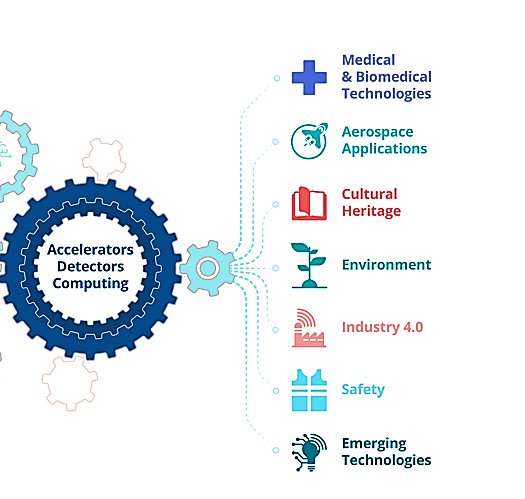 Medical
& Biomedical
Technologies
Aerospace
Applications
Cultural
Heritage
Accelerators
Detectors
Computing
Environment
Industry 4.0
Safety
Emerging
Technologies